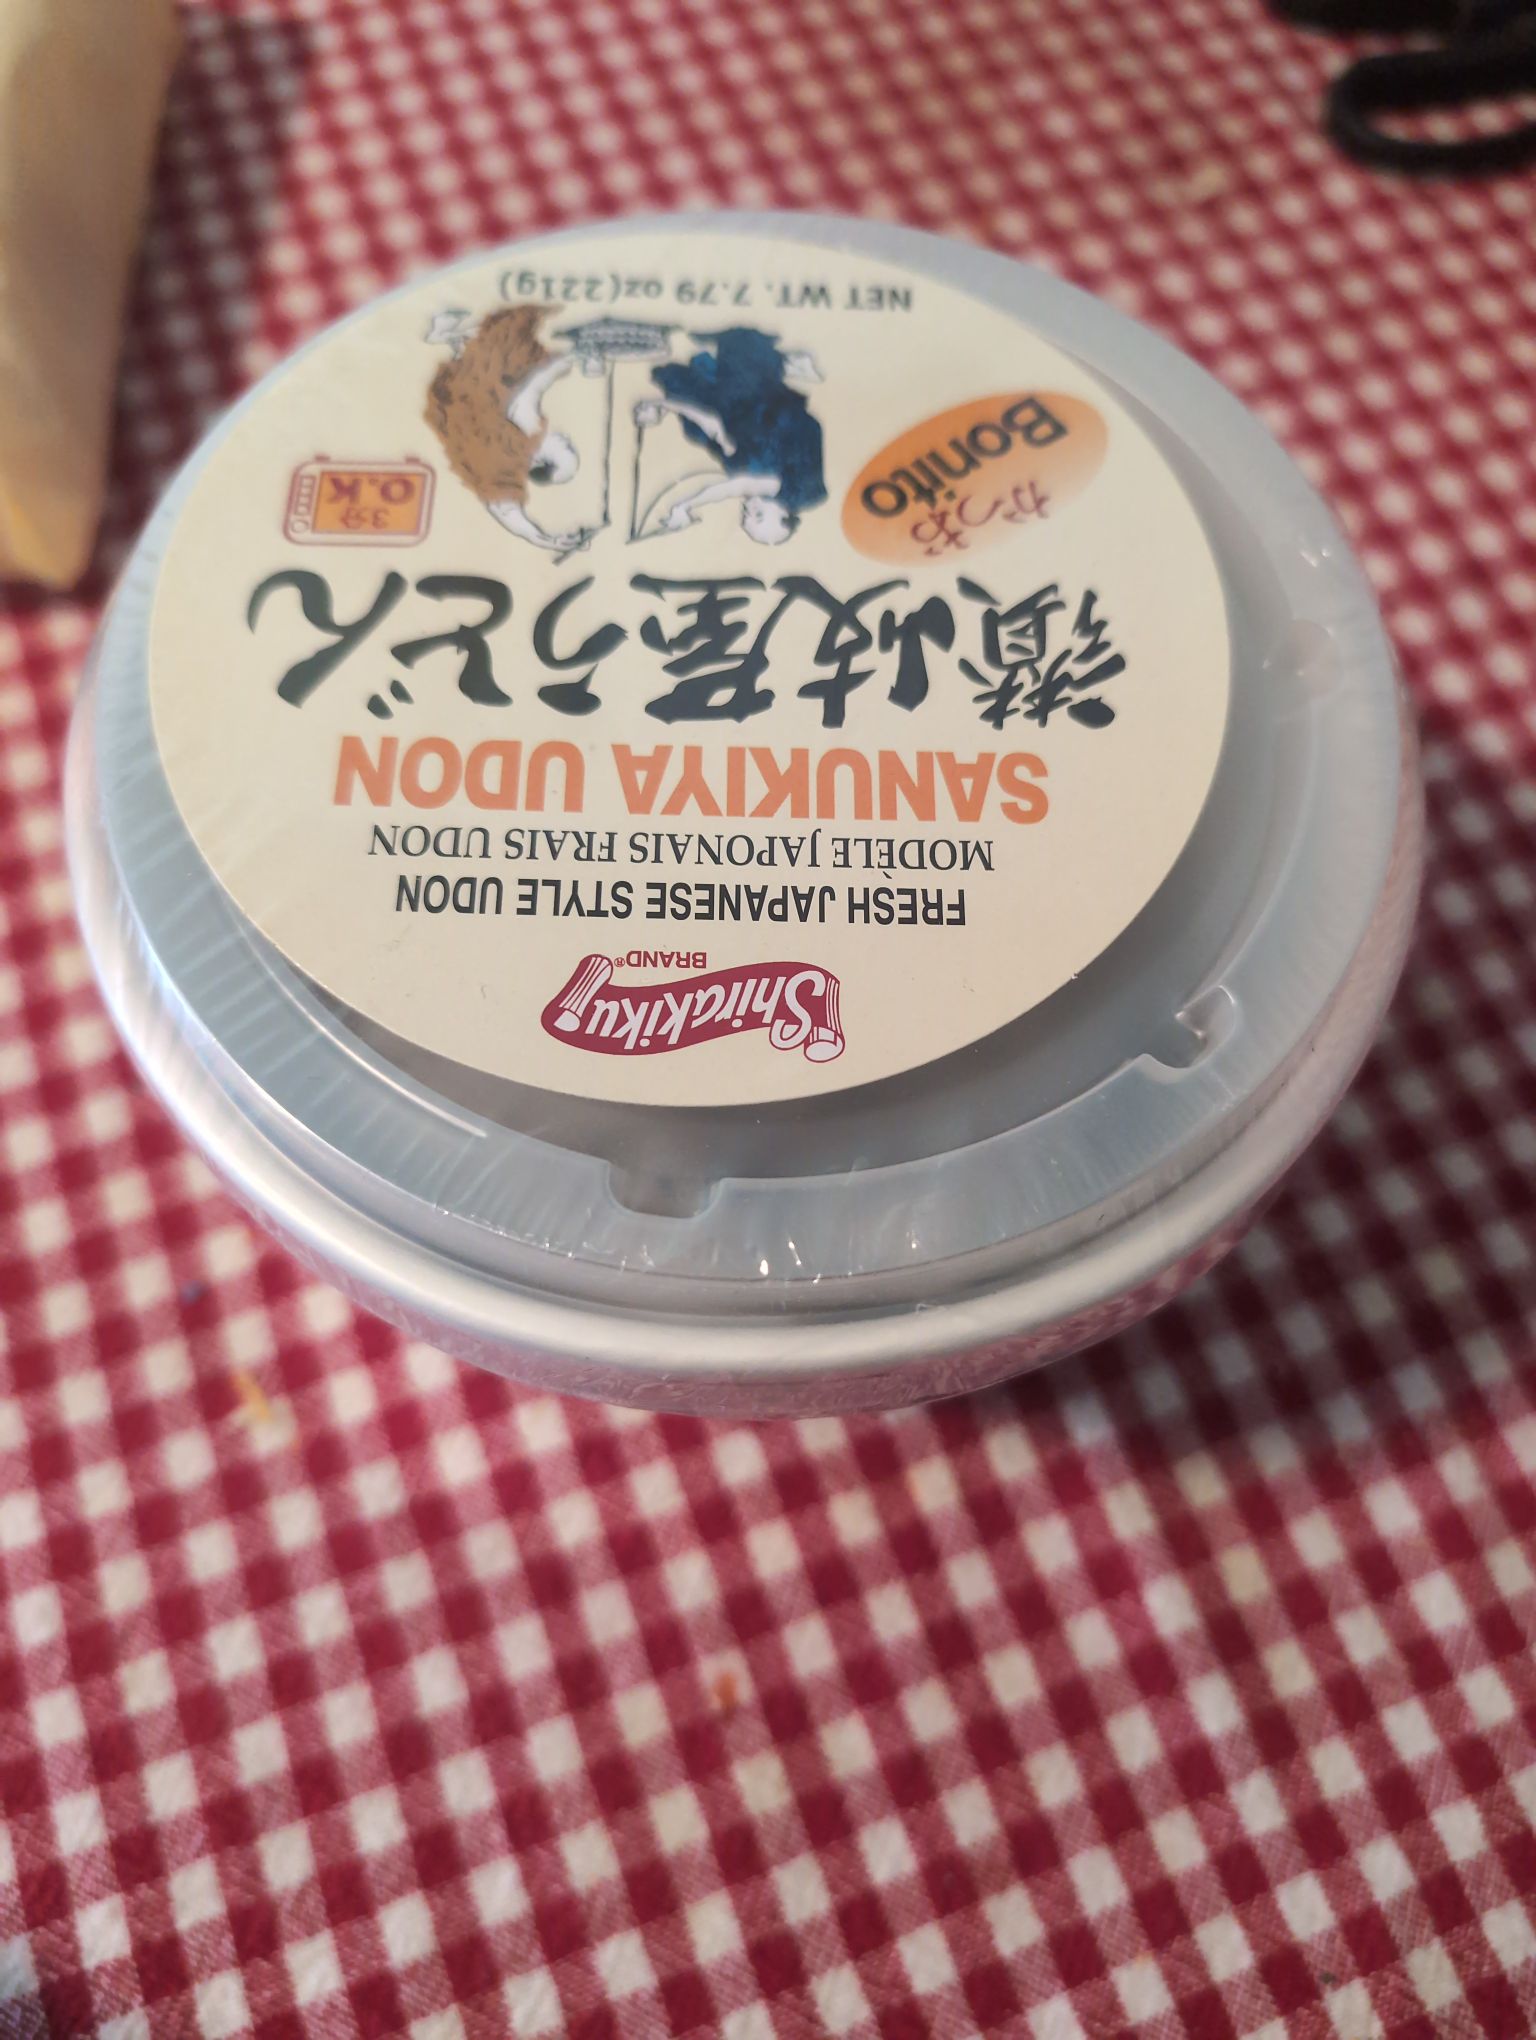 Shirakiku
BRAND®
FRESH JAPANESE STYLE UDON
MODÈLE JAPONAIS FRAIS UDON
SANUKIYA UDON
讃岐屋うどん
かつお
Bonito
3分
O.K
NET WT. 7.79 oz(221g)